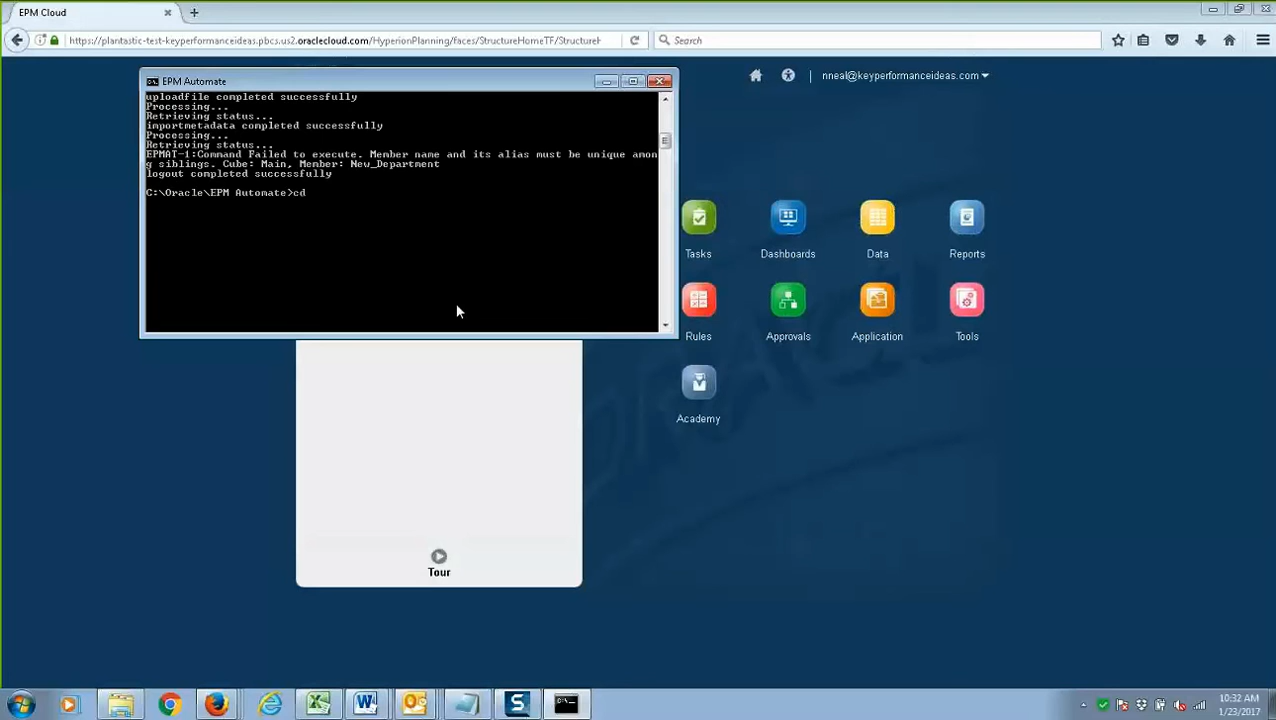 EPM Cloud
https://plantastic-test-keyperformanceideas.pbcs.us2.oraclecloud.com/HyperionPlanning/faces/StructureHomeTF/StructureH
Search
nneal@keyperformanceideas.com
EPM Automate
uploadfile completed successfully
Processing...
Retrieving status...
importmetadata completed successfully
Processing...
Retrieving status...
EPMAT-1:Command Failed to execute. Member name and its alias must be unique amon
g siblings. Cube: Main, Member: New_Department
logout completed successfully
C:\Oracle\EPM Automate>cd
Tasks Dashboards Data Reports
Rules Approvals Application Tools
Academy
Tour
10:32 AM
1/23/2017